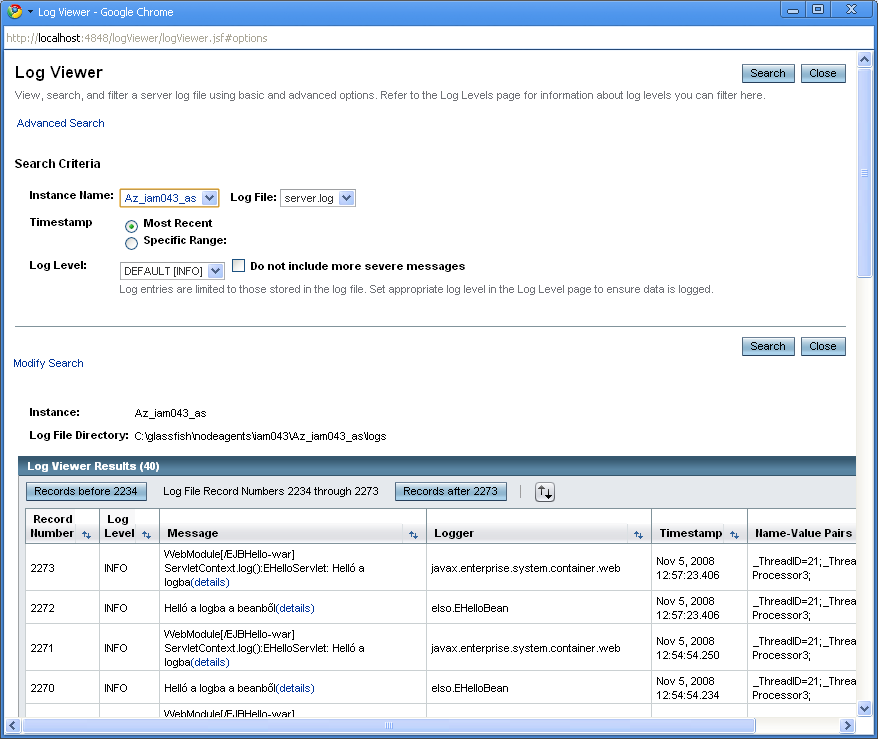 Log Viewer - Google Chrome
http://localhost:4848/logViewer/logViewer.jsf#options
Log Viewer
Search Close
View, search, and filter a server log file using basic and advanced options. Refer to the Log Levels page for information about log levels you can filter here.
Advanced Search
Search Criteria
Instance Name: Az_iam043_as Log File: server.log
Timestamp Most Recent
Specific Range:
Log Level: DEFAULT [INFO] Do not include more severe messages
Log entries are limited to those stored in the log file. Set appropriate log level in the Log Level page to ensure data is logged.
Search Close
Modify Search
Instance: Az_iam043_as
Log File Directory: C:\glassfish\nodeagents\iam043\Az_iam043_as\logs
Log Viewer Results (40)
Records before 2234 Log File Record Numbers 2234 through 2273 Records after 2273
Record Log
Number Level Message Logger Timestamp Name-Value Pairs
WebModule[/EJBHello-war]
ServletContext.log():EHelloServlet: Helló a
logba(details)
2273 INFO javax.enterprise.system.container.web
Nov 5, 2008
12:57:23.406
_ThreadID=21;_Threa
Processor3;
2272 INFO Helló a logba a beanből(details) elso.EHelloBean
Nov 5, 2008
12:57:23.406
_ThreadID=21;_Threa
Processor3;
WebModule[/EJBHello-war]
ServletContext.log():EHelloServlet: Helló a
logba(details)
2271 INFO javax.enterprise.system.container.web
Nov 5, 2008
12:54:54.250
_ThreadID=21;_Threa
Processor3;
2270 INFO Helló a logba a beanből(details) elso.EHelloBean
Nov 5, 2008
12:54:54.234
_ThreadID=21;_Threa
Processor3;
WebModule[/EJBHello-war]